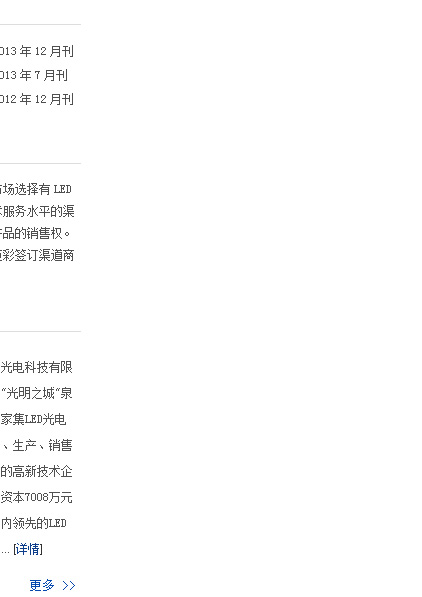 013 年 12 月刊
013 年 7 月刊
012 年 12 月刊
市场选择有 LED
术服务水平的渠
产品的销售权。
彩签订渠道商
光电科技有限
“光明之城”泉
家集LED光电
、生产、销售
的高新技术企
资本7008万元
内领先的LED
... [详情]
更多 >>